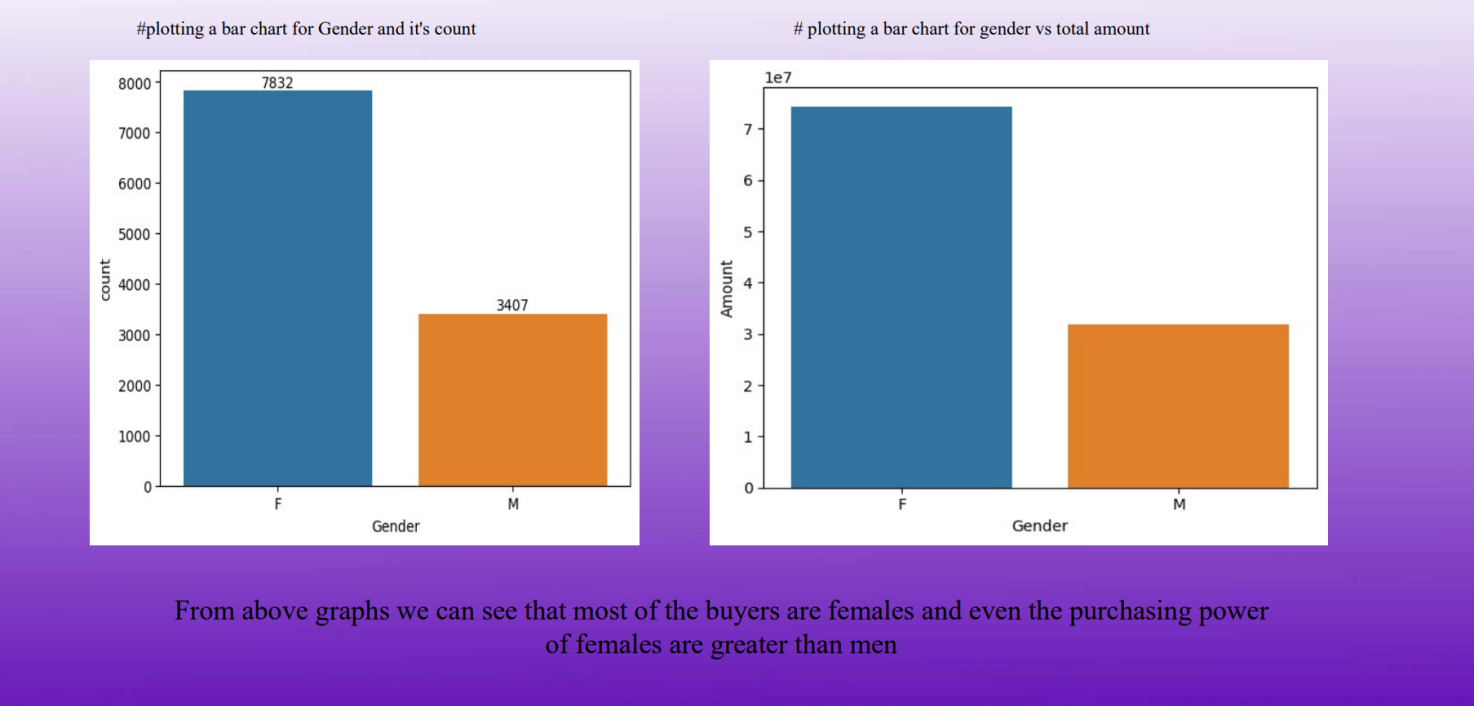 #plotting a bar chart for Gender and it's count
# plotting a bar chart for gender vs total amount
8000
7000
6000
5000
4000
3000
2000
1000
0
count
7832
3407
F
M
Gender
1e7
7
6
5
4
3
2
1
0
Amount
F
M
Gender
From above graphs we can see that most of the buyers are females and even the purchasing power
of females are greater than men